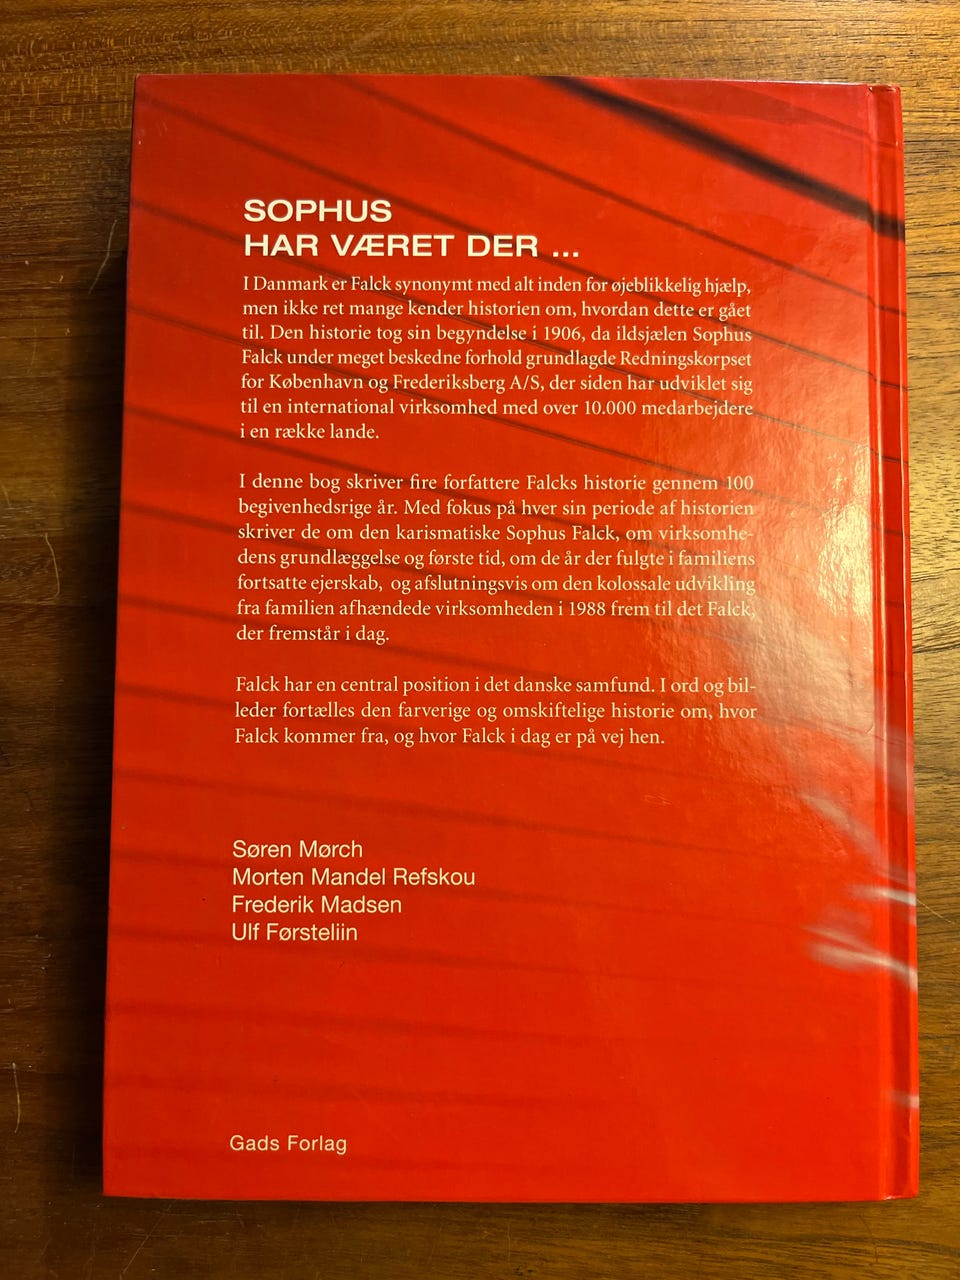 SOPHUS
HAR VÆRET DER ...
I Danmark er Falck synonymt med alt inden for øjeblikkelig hjælp,
men ikke ret mange kender historien om, hvordan dette er gået
til. Den historie tog sin begyndelse i 1906, da ildsjælen Sophus
Falck under meget beskedne forhold grundlagde Redningskorpset
for København og Frederiksberg A/S, der siden har udviklet sig
til en international virksomhed med over 10.000 medarbejdere
i en række lande.
I denne bog skriver fire forfattere Falcks historie gennem 100
begivenhedsrige år. Med fokus på hver sin periode af historien
skriver de om den karismatiske Sophus Falck, om virksomhe-
dens grundlæggelse og første tid, om de år der fulgte i familiens
fortsatte ejerskab, og afslutningsvis om den kolossale udvikling
fra familien afhændede virksomheden i 1988 frem til det Falck,
der fremstår i dag.
Falck har en central position i det danske samfund. I ord og bil-
leder fortælles den farverige og omskiftelige historie om, hvor
Falck kommer fra, og hvor Falck i dag er på vej hen.
Søren Mørch
Morten Mandel Refskou
Frederik Madsen
Ulf Førsteliin
Gads Forlag